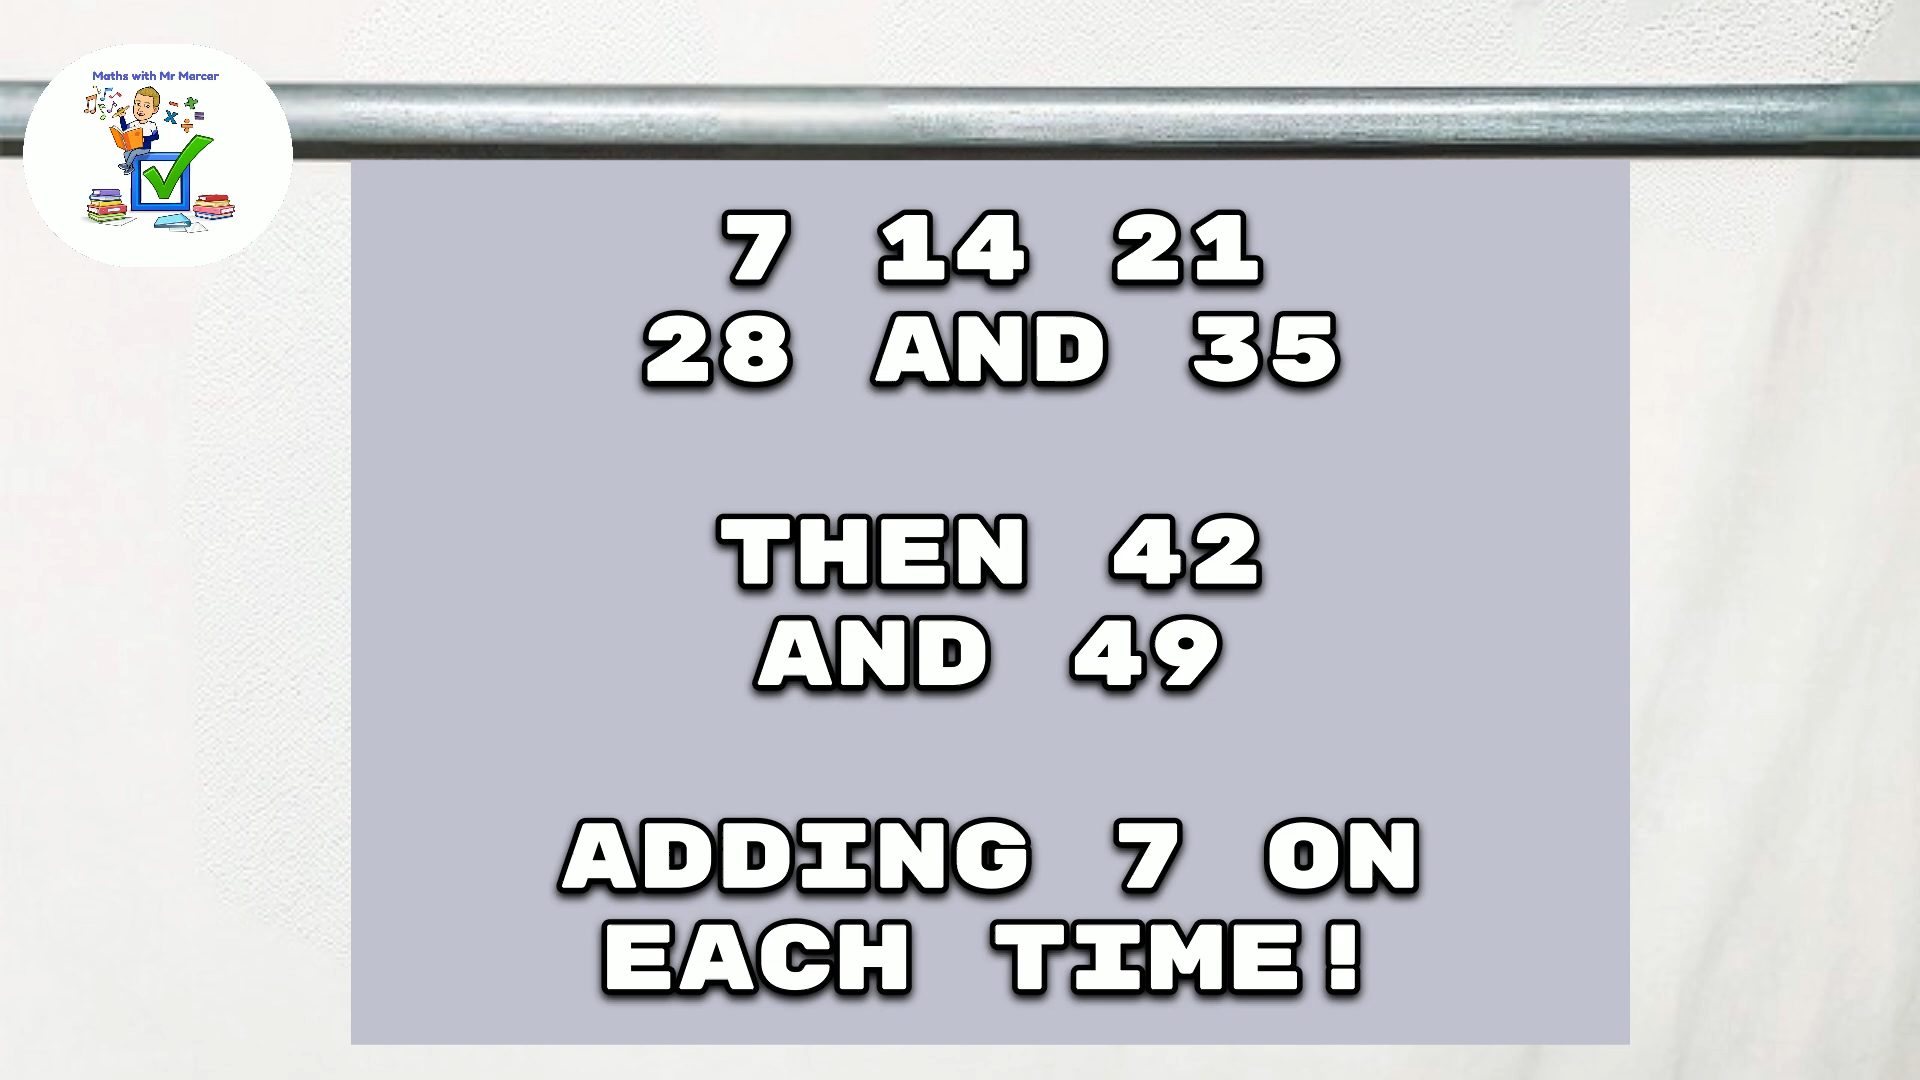 Maths with Mr Mercer
7 14 21
28 AND 35
THEN 42
AND 49
ADDING 7 ON
EACH TIME!